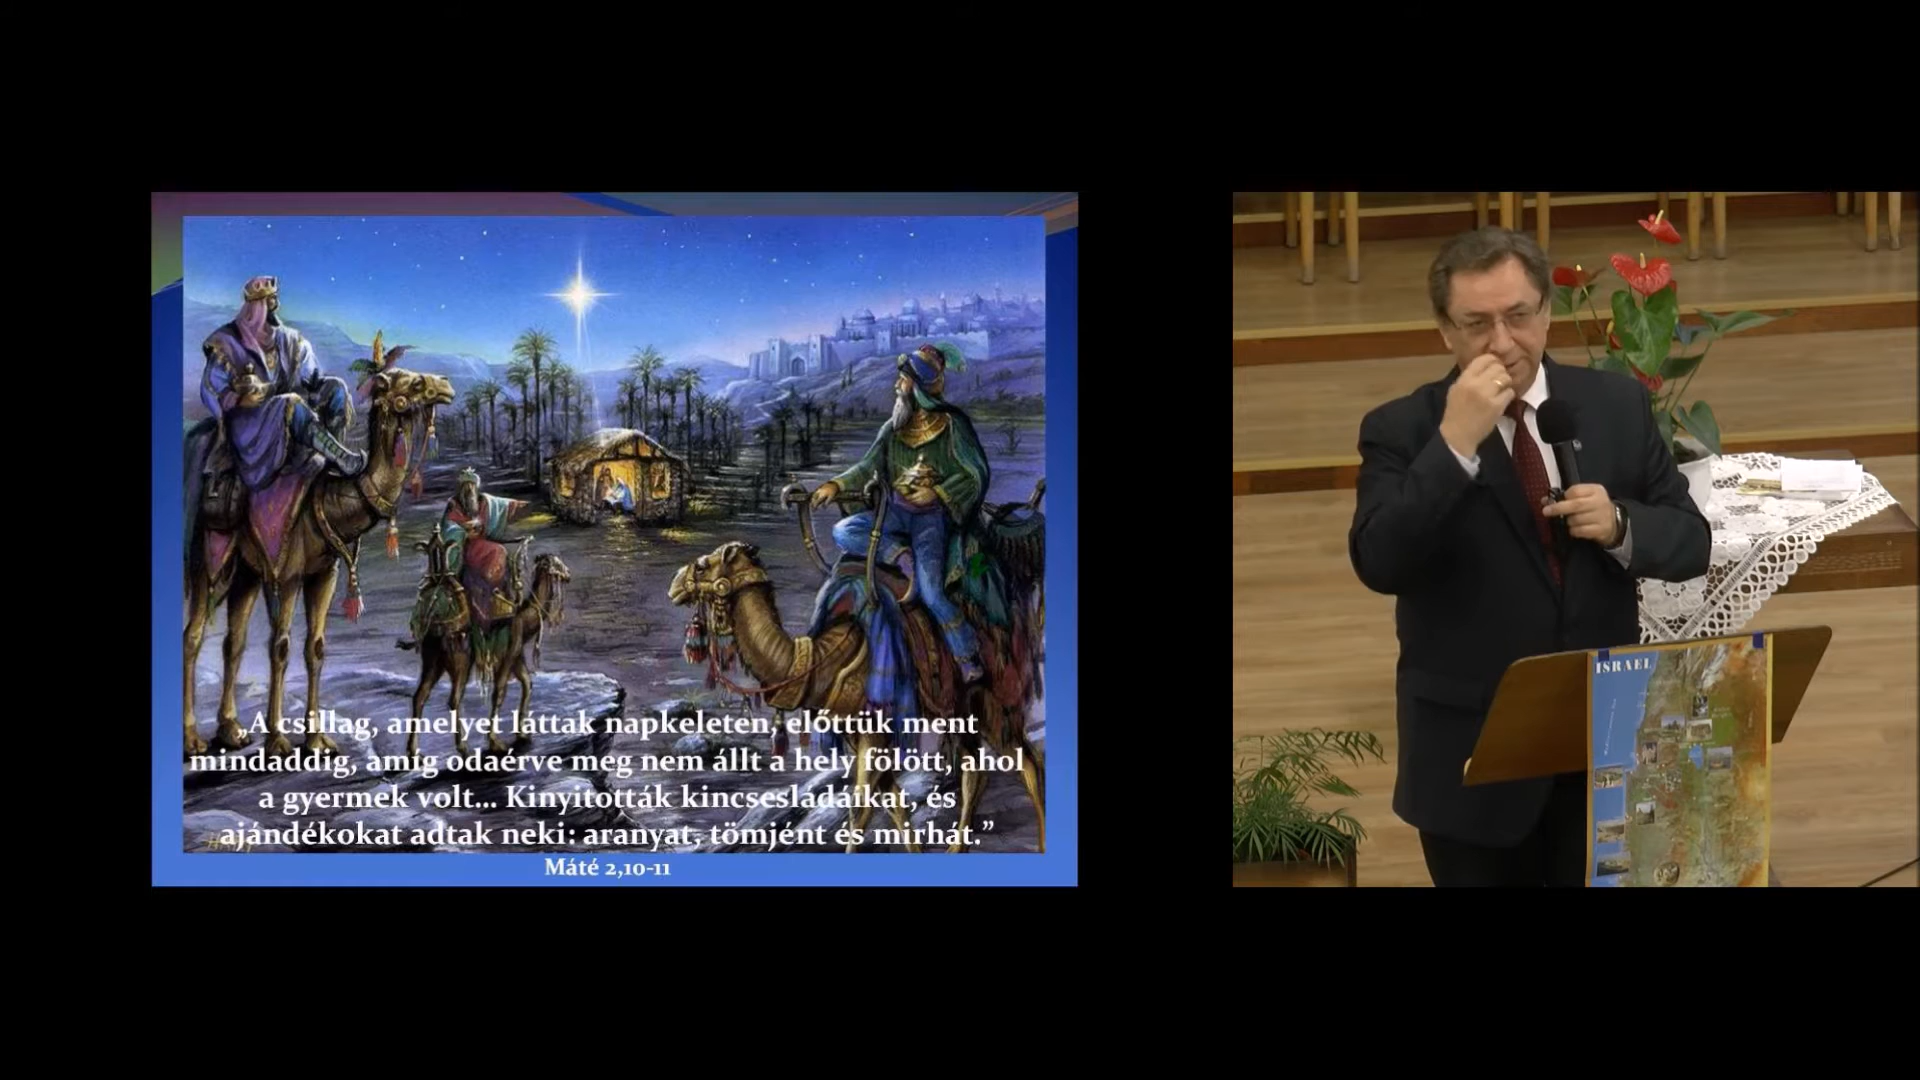 „A csillag, amelyet láttak napkeleten, előttük ment
mindaddig, amíg odaérve meg nem állt a hely fölött, ahol
a gyermek volt... Kinyitották kincsesládáikat, és
ajándékokat adtak neki: aranyat, tömjént és mirhát.”
Máté 2,10-11
ISRAEL